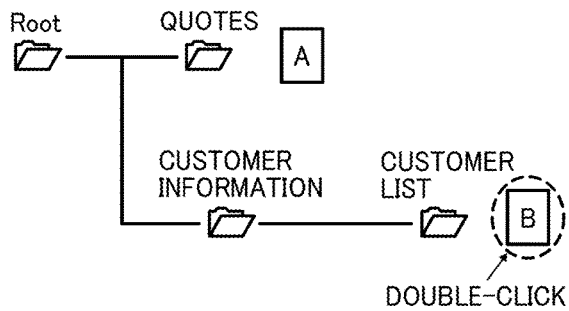 Root
QUOTES
A
CUSTOMER
INFORMATION
CUSTOMER
LIST
B
DOUBLE-CLICK